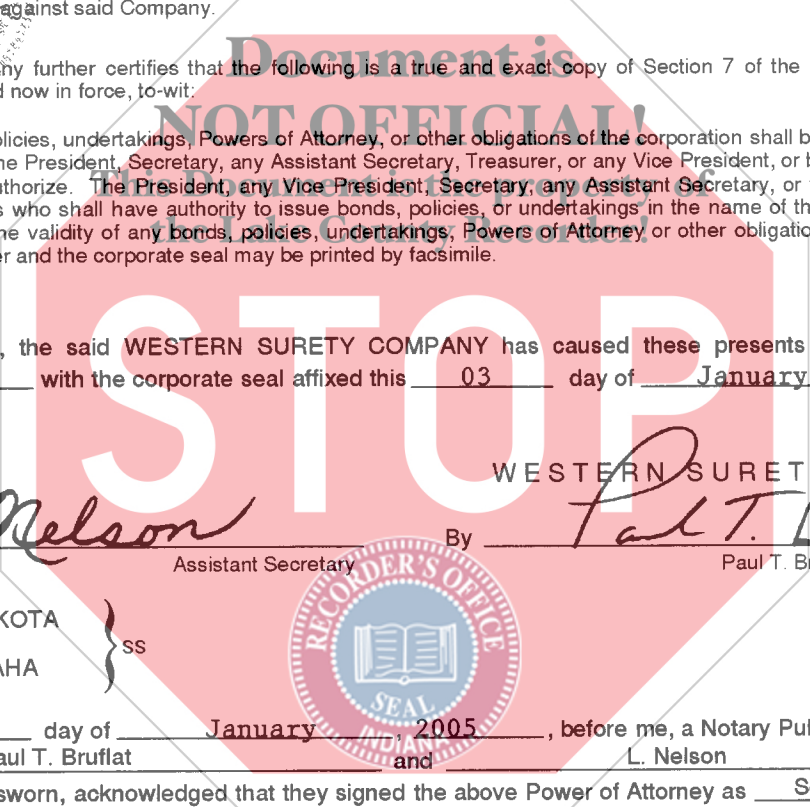 against said Company.
Document is
ny further certifies that the following is a true and exact copy of Section 7 of the
d now in force, to-wit:
NOT OFFICIAL!
olicies, undertakings, Powers of Attorney, or other obligations of the corporation shall b
he President, Secretary, any Assistant Secretary, Treasurer, or any Vice President, or b
uthorize. The President, any Vice President, Secretary, any Assistant Secretary, or
This Document is the property of
s who shall have authority to issue bonds, policies, or undertakings in the name of th
he validity of any bonds, policies, undertakings, Powers of Attorney or other obligatio
the Lake County Recorder!
er and the corporate seal may be printed by facsimile.
STOP
, the said WESTERN SURETY COMPANY has caused these presents
with the corporate seal affixed this 03 day of January
WESTERN SURET
Nelson By Paul T. B
Assistant Secretary Paul T. Br
KOTA
SS
AHA
RECORDER'S OFFICE
SEAL
INDIANA
day of January , 2005 , before me, a Notary Pub
aul T. Bruflat and L. Nelson
sworn, acknowledged that they signed the above Power of Attorney as S